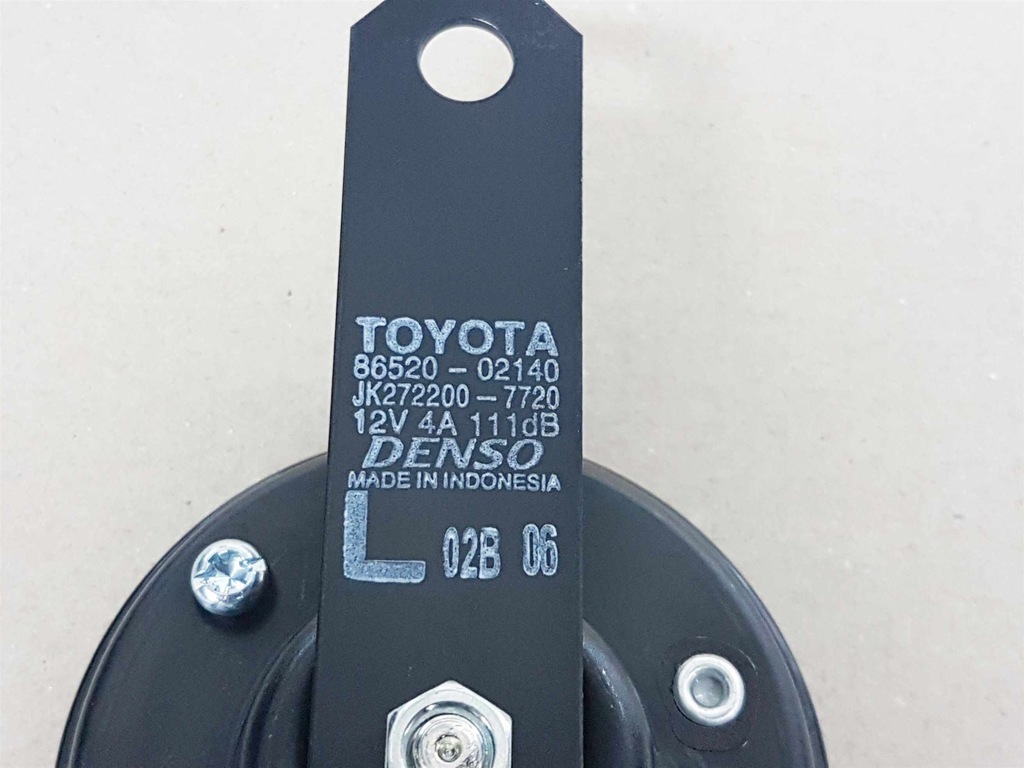 TOYOTA
86520-02140
JK272200-7720
12V 4A 111dB
DENSO
MADE IN INDONESIA
L 02B 06